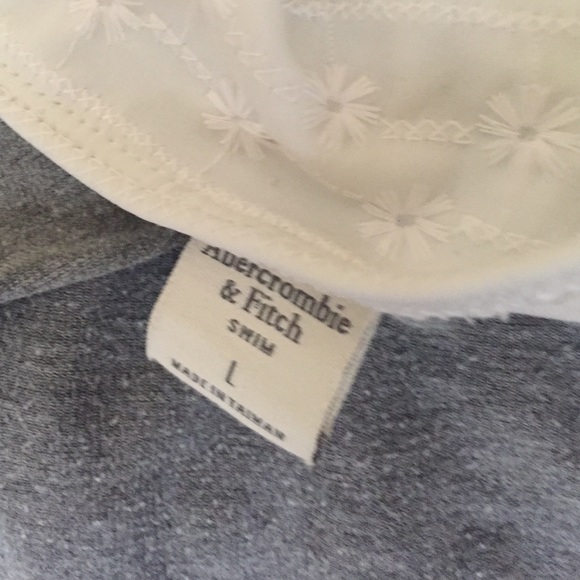 Abercrombie
& Fitch
SWIM
L
MADE IN TAIWAN